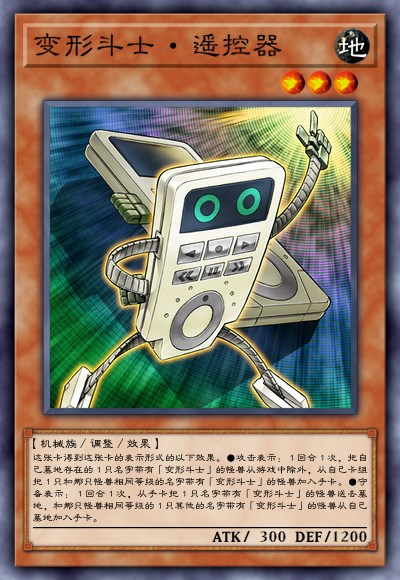 变形斗士・遥控器
地
【机械族／调整／效果】
这张卡得到这张卡的表示形式的以下效果。●攻击表示：1回合1次，把自
己墓地存在的1只名字带有「变形斗士」的怪兽从游戏中除外，从自己卡组
把1只和那只怪兽相同等级的名字带有「变形斗士」的怪兽加入手卡。●守
备表示：1回合1次，从手卡把1只名字带有「变形斗士」的怪兽送去墓
地，和那只怪兽相同等级的1只其他的名字带有「变形斗士」的怪兽从自己
墓地加入手卡。
ATK/ 300 DEF/1200